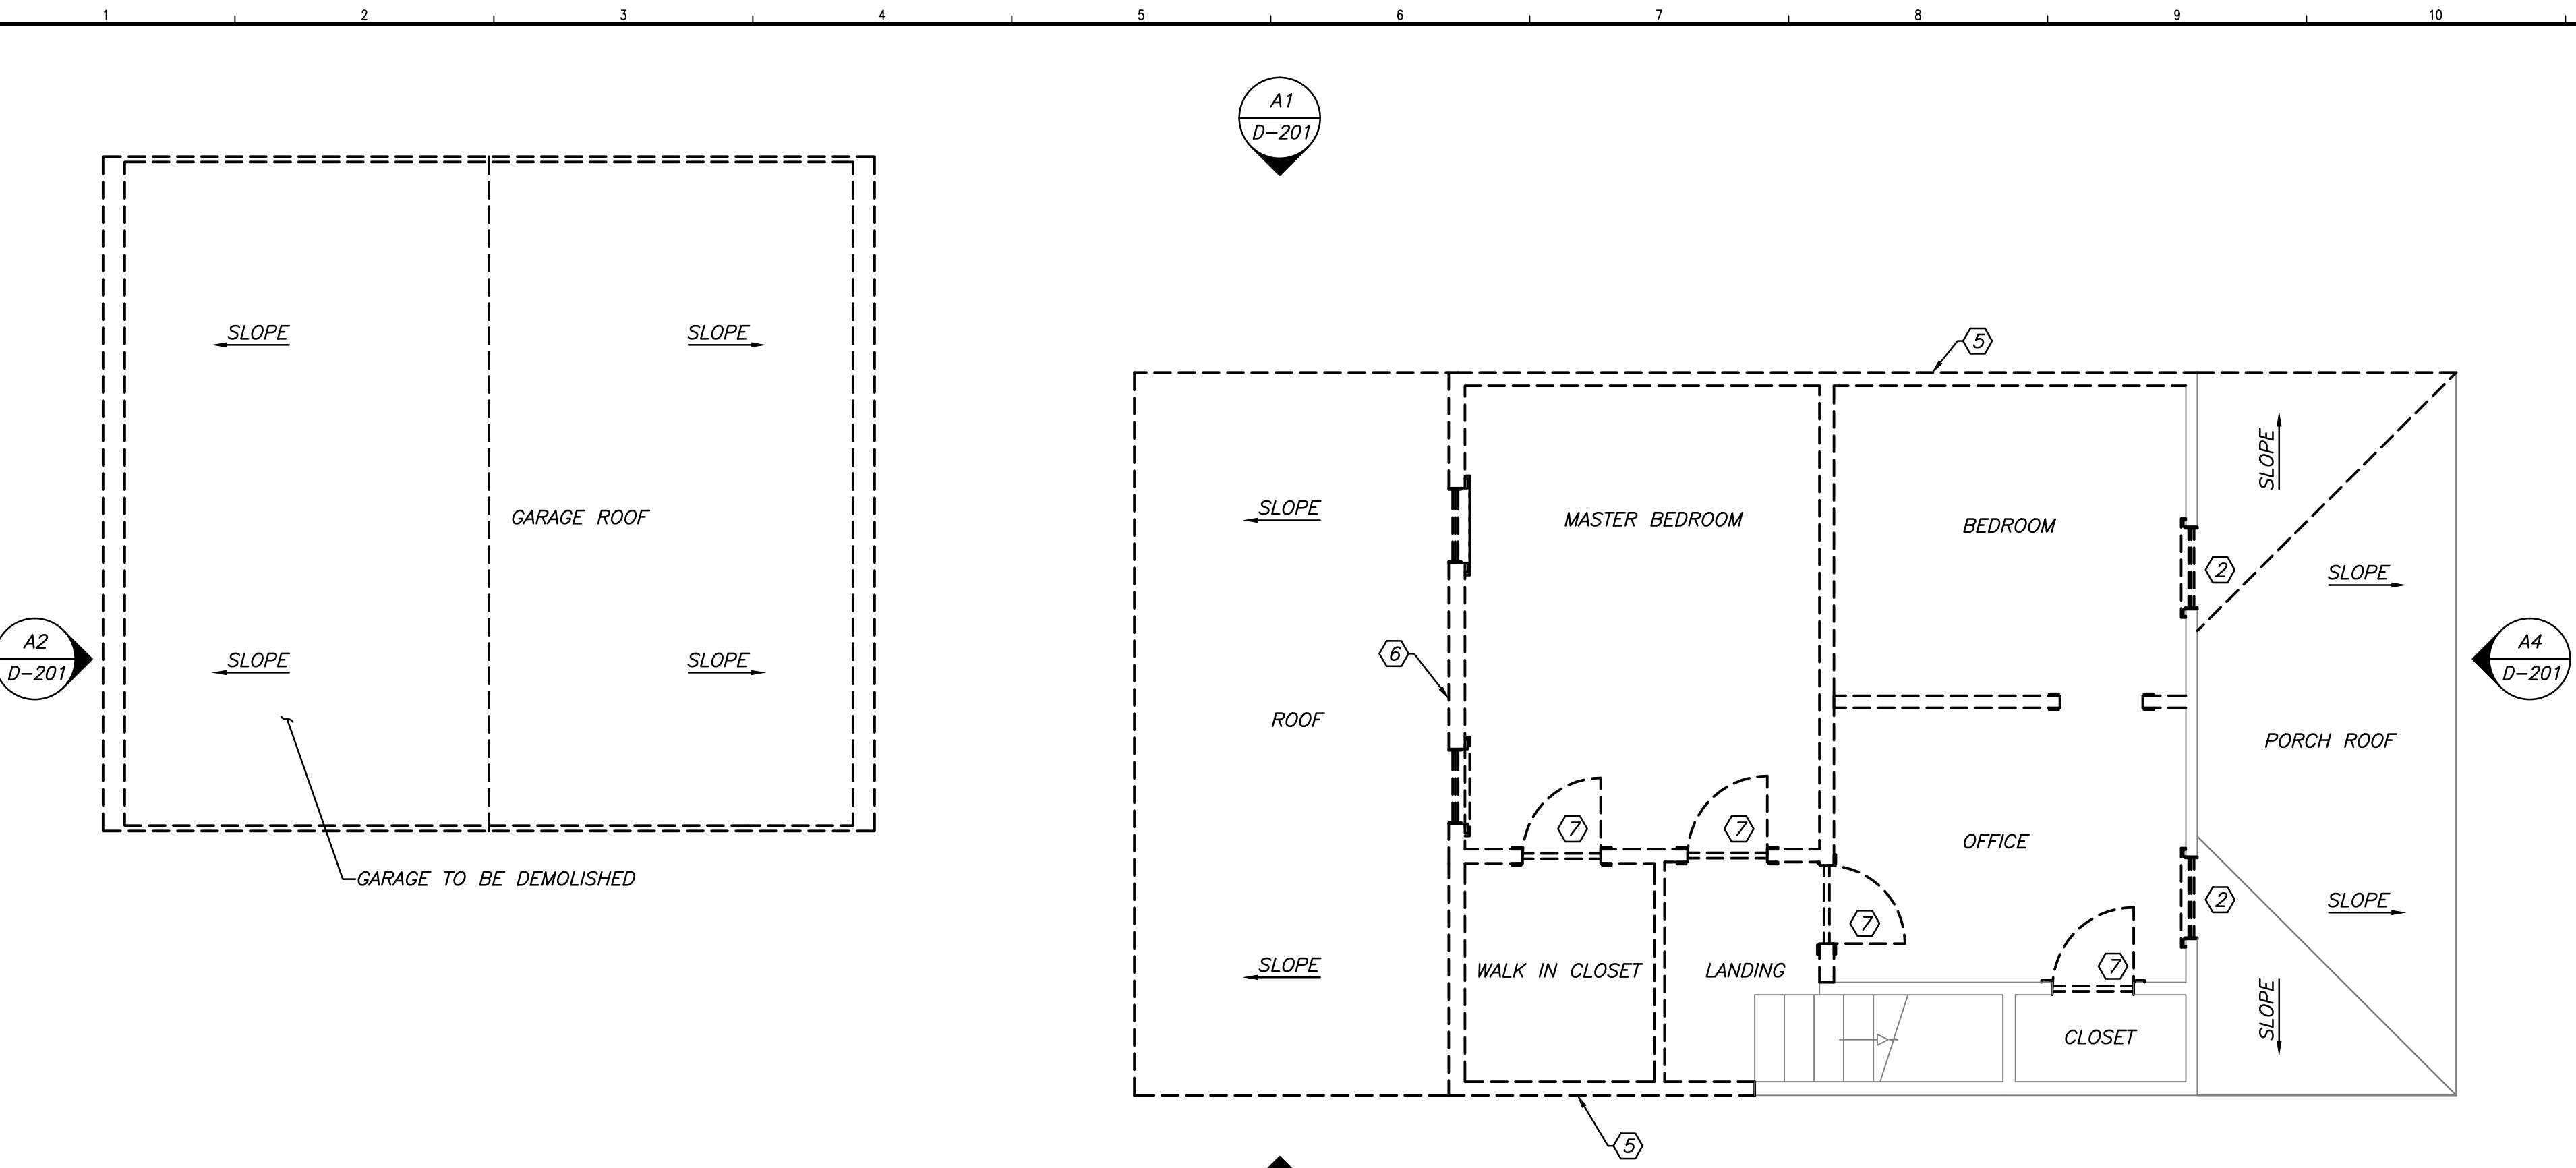 1 2 3 4 5 6 7 8 9 10
A1
D-201
SLOPE
SLOPE
5
SLOPE
GARAGE ROOF
SLOPE
MASTER BEDROOM
BEDROOM
2
SLOPE
A2
D-201
SLOPE
SLOPE
6
A4
D-201
ROOF
PORCH ROOF
7
7
OFFICE
GARAGE TO BE DEMOLISHED
7
2
SLOPE
SLOPE
WALK IN CLOSET
LANDING
7
CLOSET
SLOPE
5